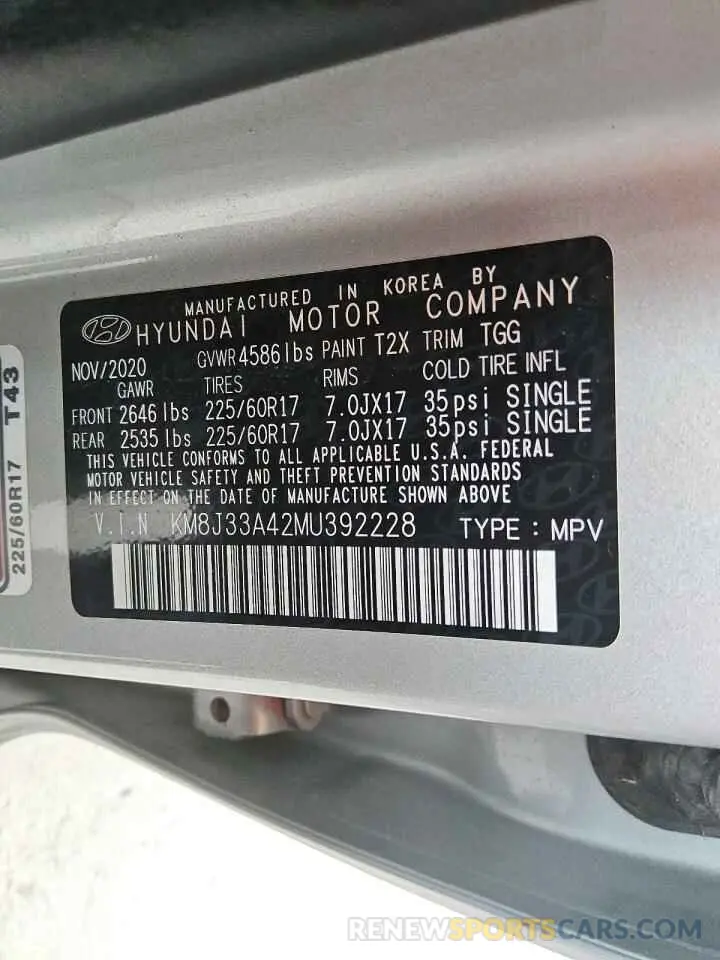 MANUFACTURED IN KOREA BY
HYUNDAI MOTOR COMPANY
NOV/2020 GVWR 4586 lbs PAINT T2X TRIM TGG
GAWR TIRES RIMS COLD TIRE INFL
FRONT 2646 lbs 225/60R17 7.0JX17 35psi SINGLE
REAR 2535 lbs 225/60R17 7.0JX17 35psi SINGLE
THIS VEHICLE CONFORMS TO ALL APPLICABLE U.S.A. FEDERAL
MOTOR VEHICLE SAFETY AND THEFT PREVENTION STANDARDS
IN EFFECT ON THE DATE OF MANUFACTURE SHOWN ABOVE
V.I.N KM8J33A42MU392228 TYPE : MPV
225/60R17 T43
RENEWSPORTSCARS.COM